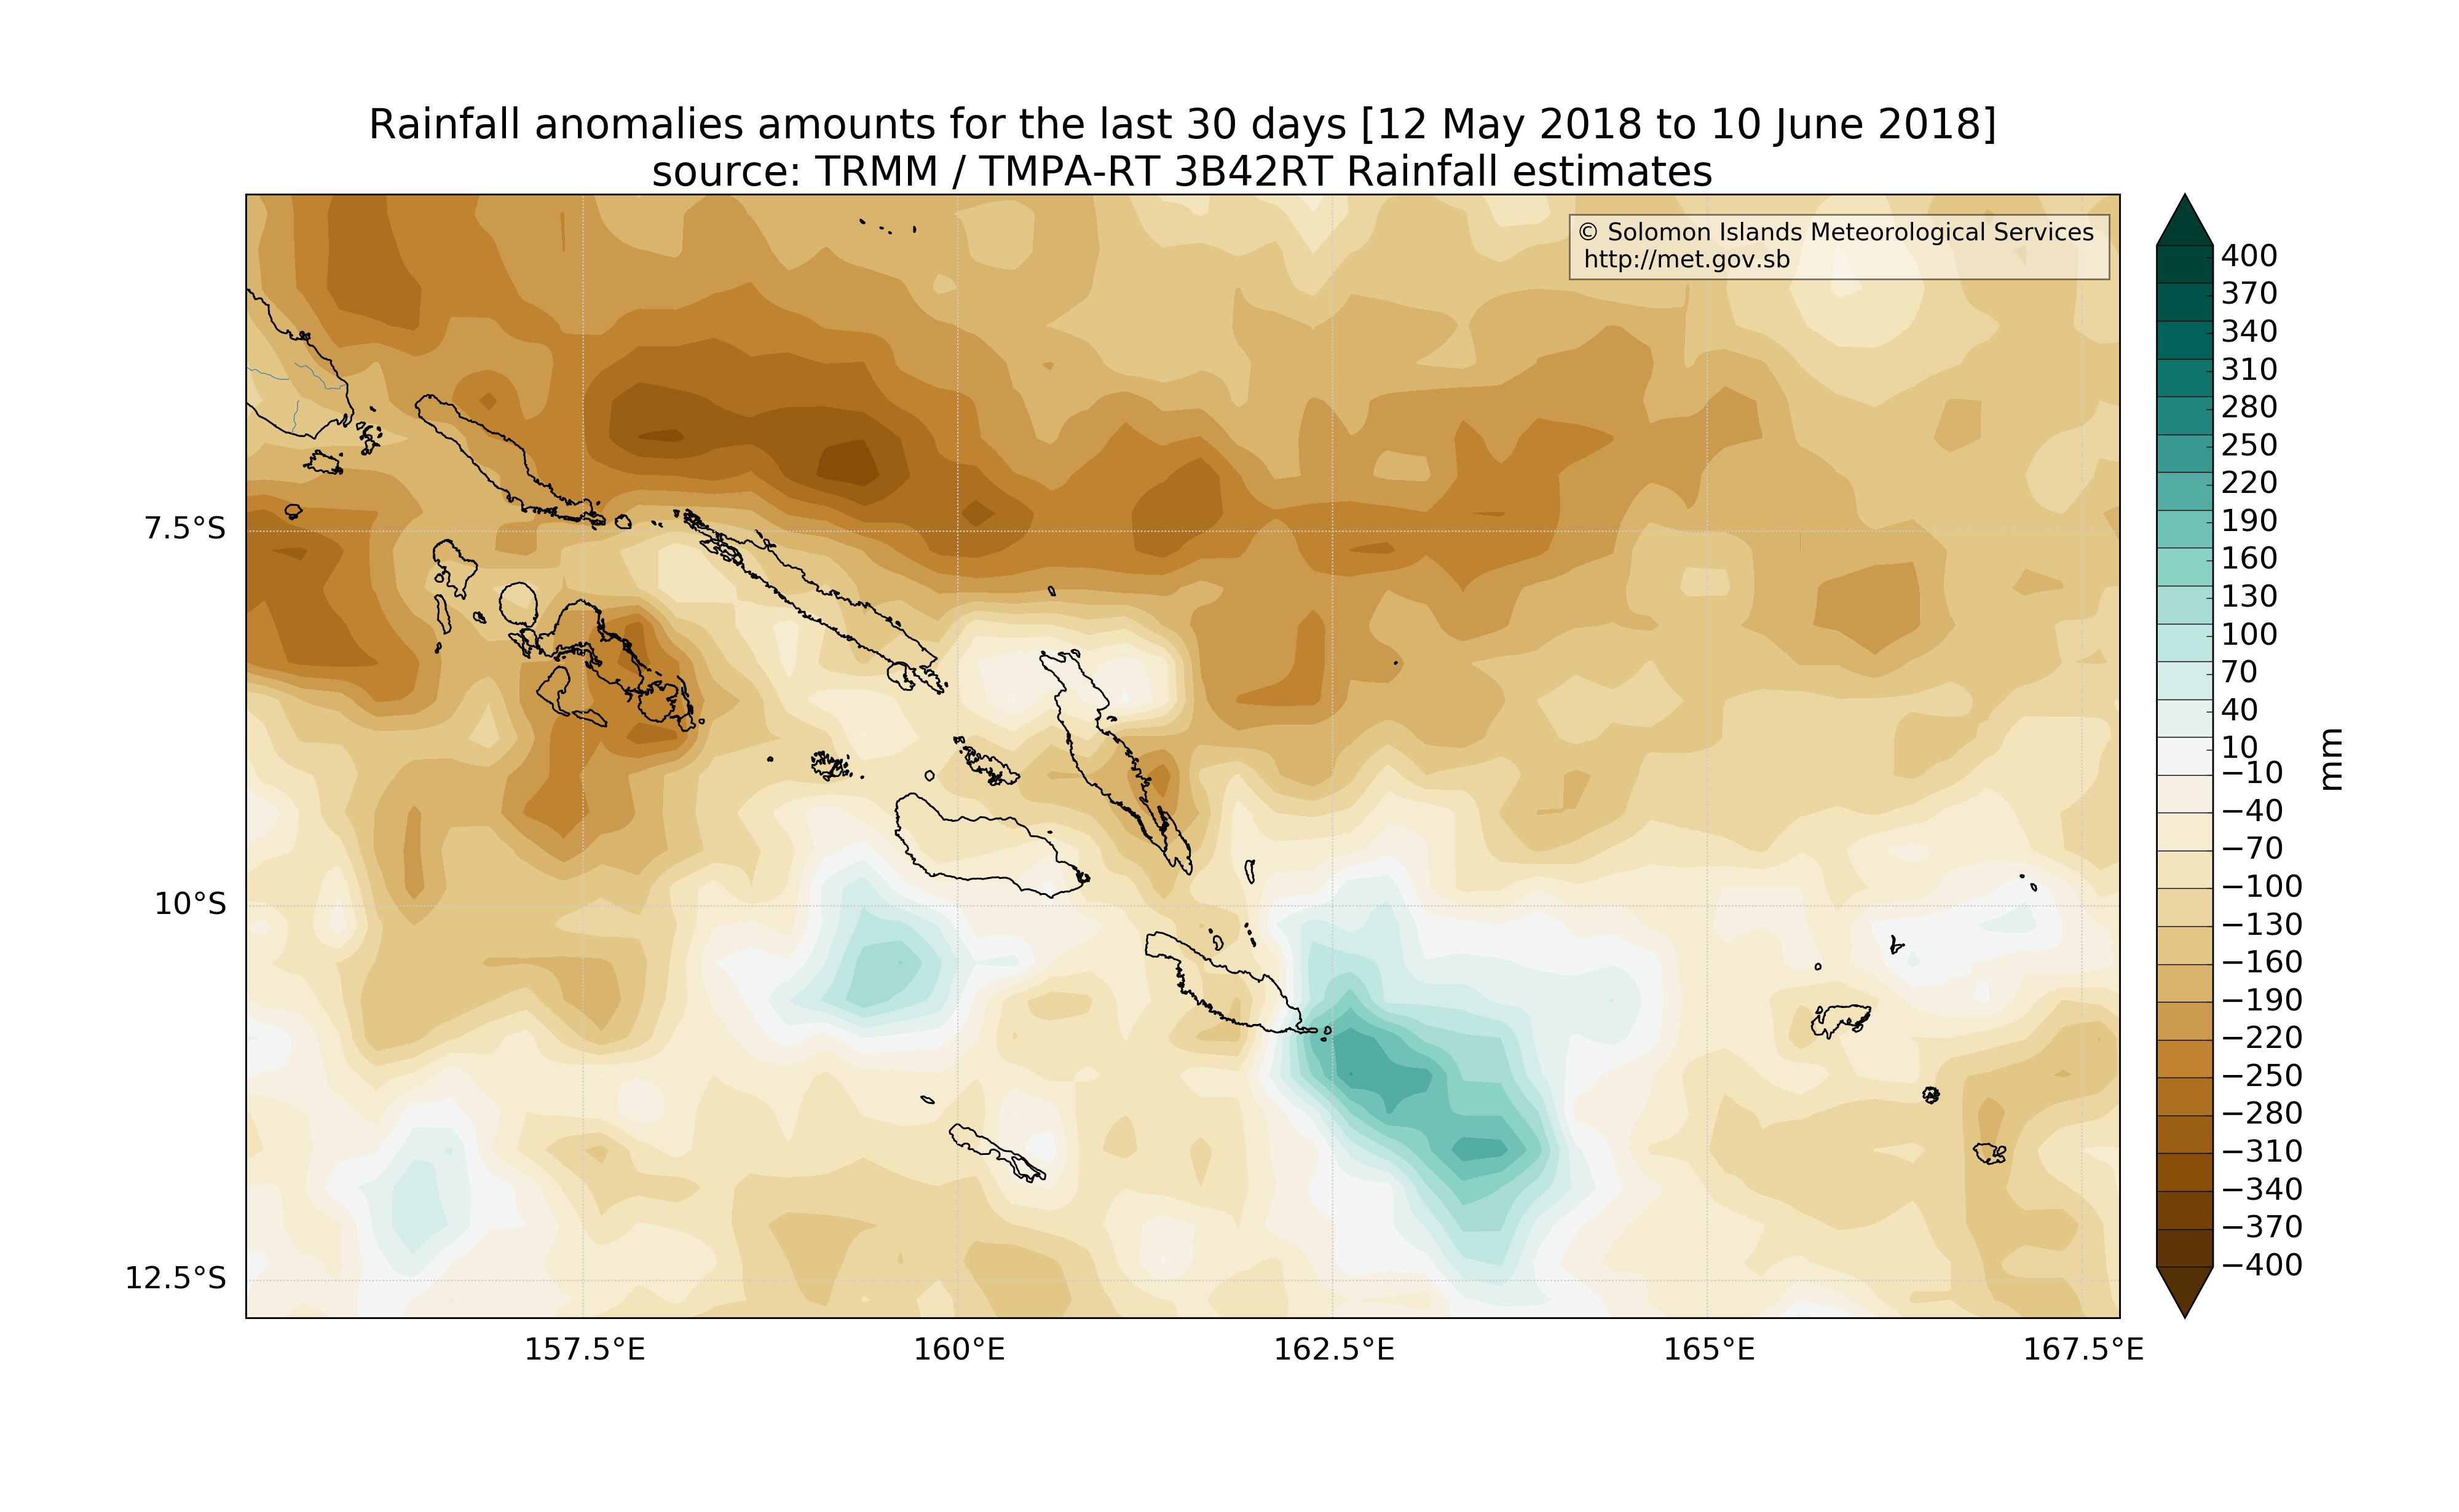 Rainfall anomalies amounts for the last 30 days [12 May 2018 to 10 June 2018]
source: TRMM / TMPA-RT 3B42RT Rainfall estimates
© Solomon Islands Meteorological Services
http://met.gov.sb
7.5°S
10°S
12.5°S
157.5°E
160°E
162.5°E
165°E
167.5°E
400
370
340
310
280
250
220
190
160
130
100
70
40
10
−10
−40
−70
−100
−130
−160
−190
−220
−250
−280
−310
−340
−370
−400
mm